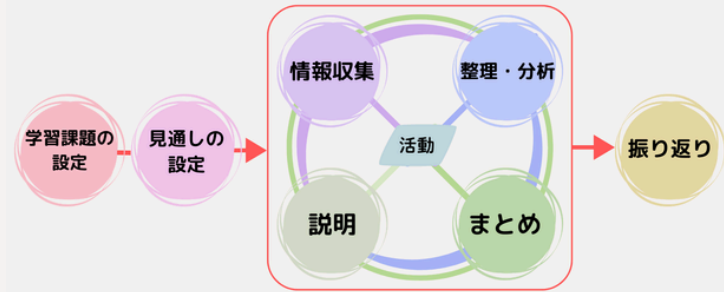 学習課題の
設定
見通しの
設定
情報収集
整理・分析
活動
説明
まとめ
振り返り